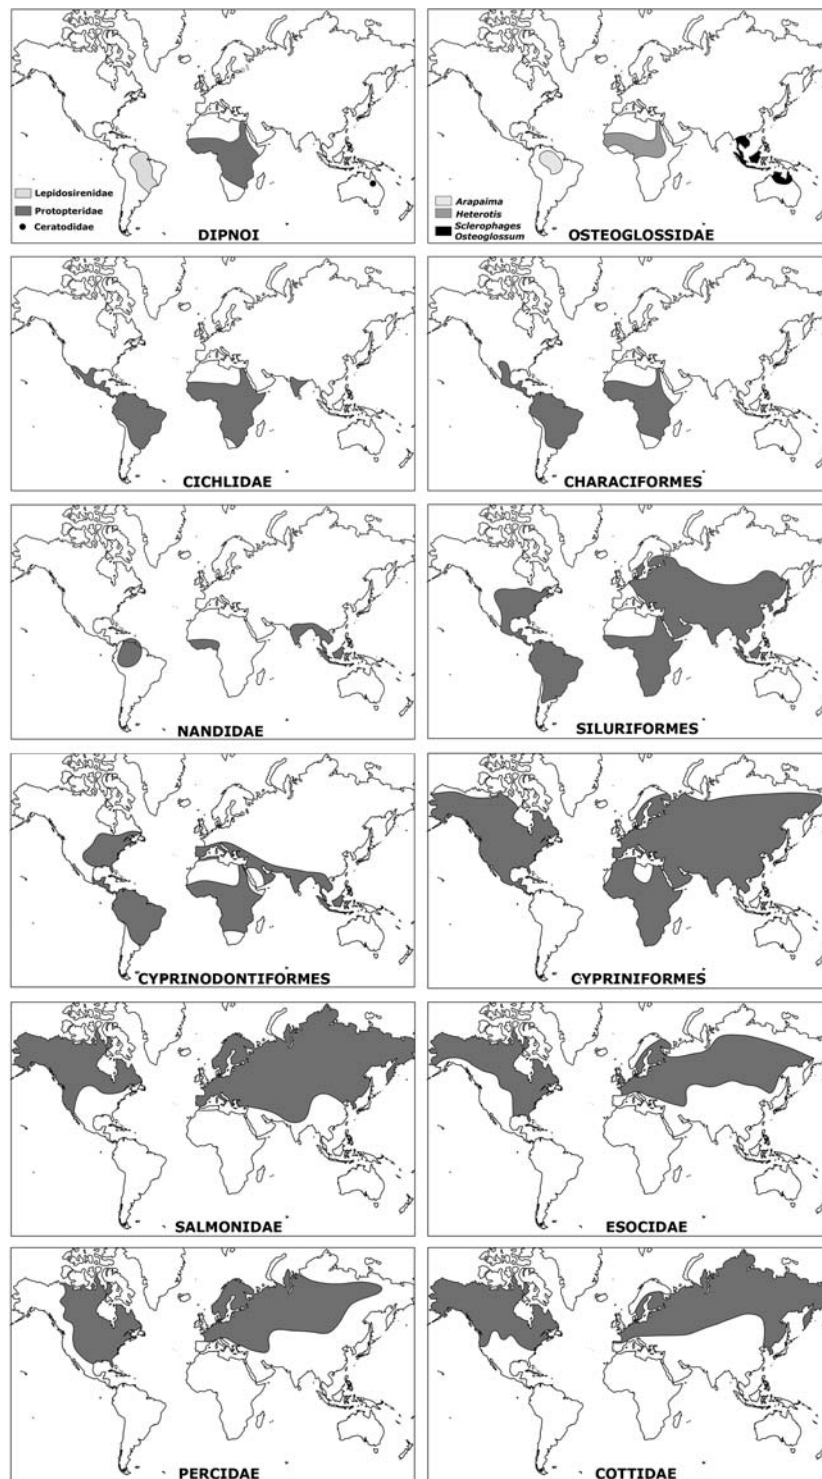 Lepidosirenidae
Protopteridae
Ceratodidae
DIPNOI
Arapaima
Heterotis
Sclerophages
Osteoglossum
OSTEOGLOSSIDAE
CICHLIDAE
CHARACIFORMES
NANDIDAE
SILURIFORMES
CYPRINODONTIFORMES
CYPRINIFORMES
SALMONIDAE
ESOCIDAE
PERCIDAE
COTTIDAE